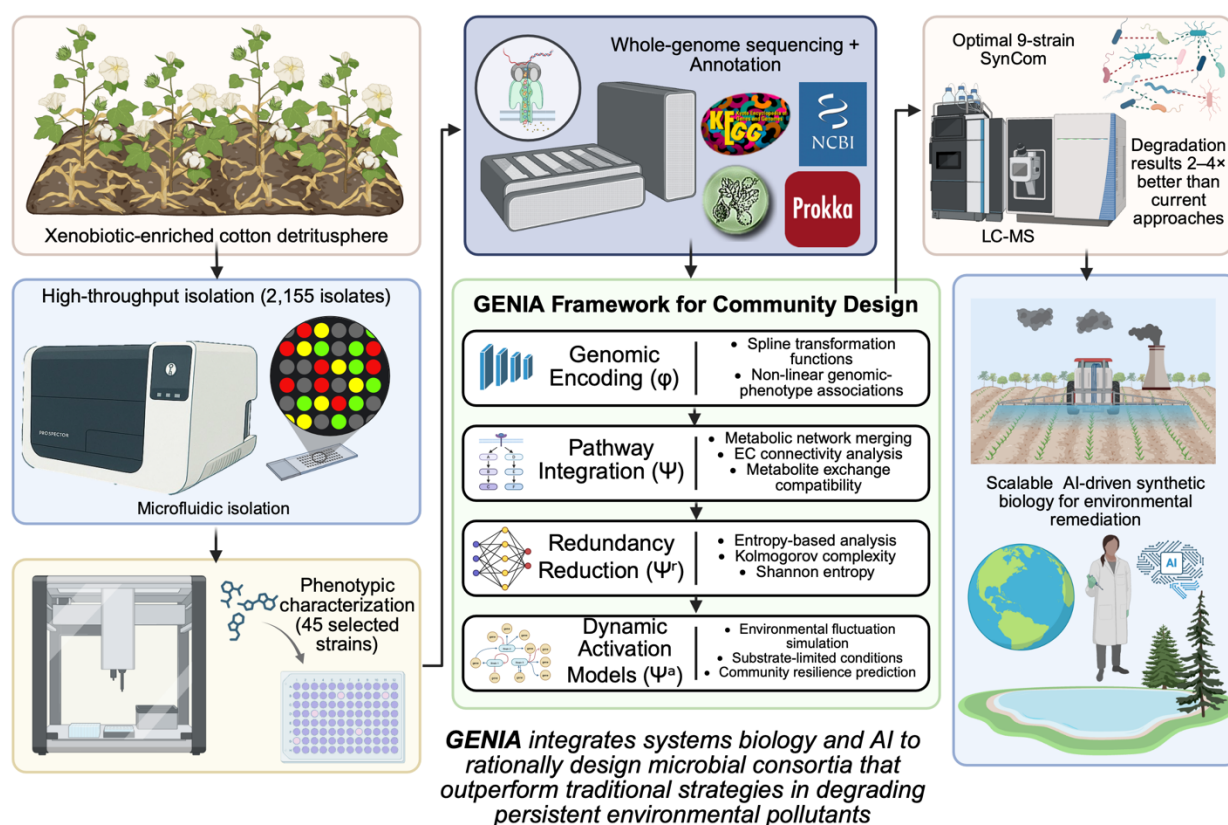 Xenobiotic-enriched cotton detritusphere
High-throughput isolation (2,155 isolates)
PROSPECTOR
Microfluidic isolation
Phenotypic
characterization
(45 selected
strains)
Whole-genome sequencing +
Annotation
KEGG
NCBI
Prokka
GENIA Framework for Community Design
Genomic
Encoding (φ)
• Spline transformation
functions
• Non-linear genomic-
phenotype associations
Pathway
Integration (Ψ)
• Metabolic network merging
• EC connectivity analysis
• Metabolite exchange
compatibility
Redundancy
Reduction (Ψʳ)
• Entropy-based analysis
• Kolmogorov complexity
• Shannon entropy
Dynamic
Activation
Models (Ψᵃ)
• Environmental fluctuation
simulation
• Substrate-limited conditions
• Community resilience prediction
GENIA integrates systems biology and AI to
rationally design microbial consortia that
outperform traditional strategies in degrading
persistent environmental pollutants
Optimal 9-strain
SynCom
Degradation
results 2–4×
better than
current
approaches
LC-MS
Scalable AI-driven synthetic
biology for environmental
remediation
AI